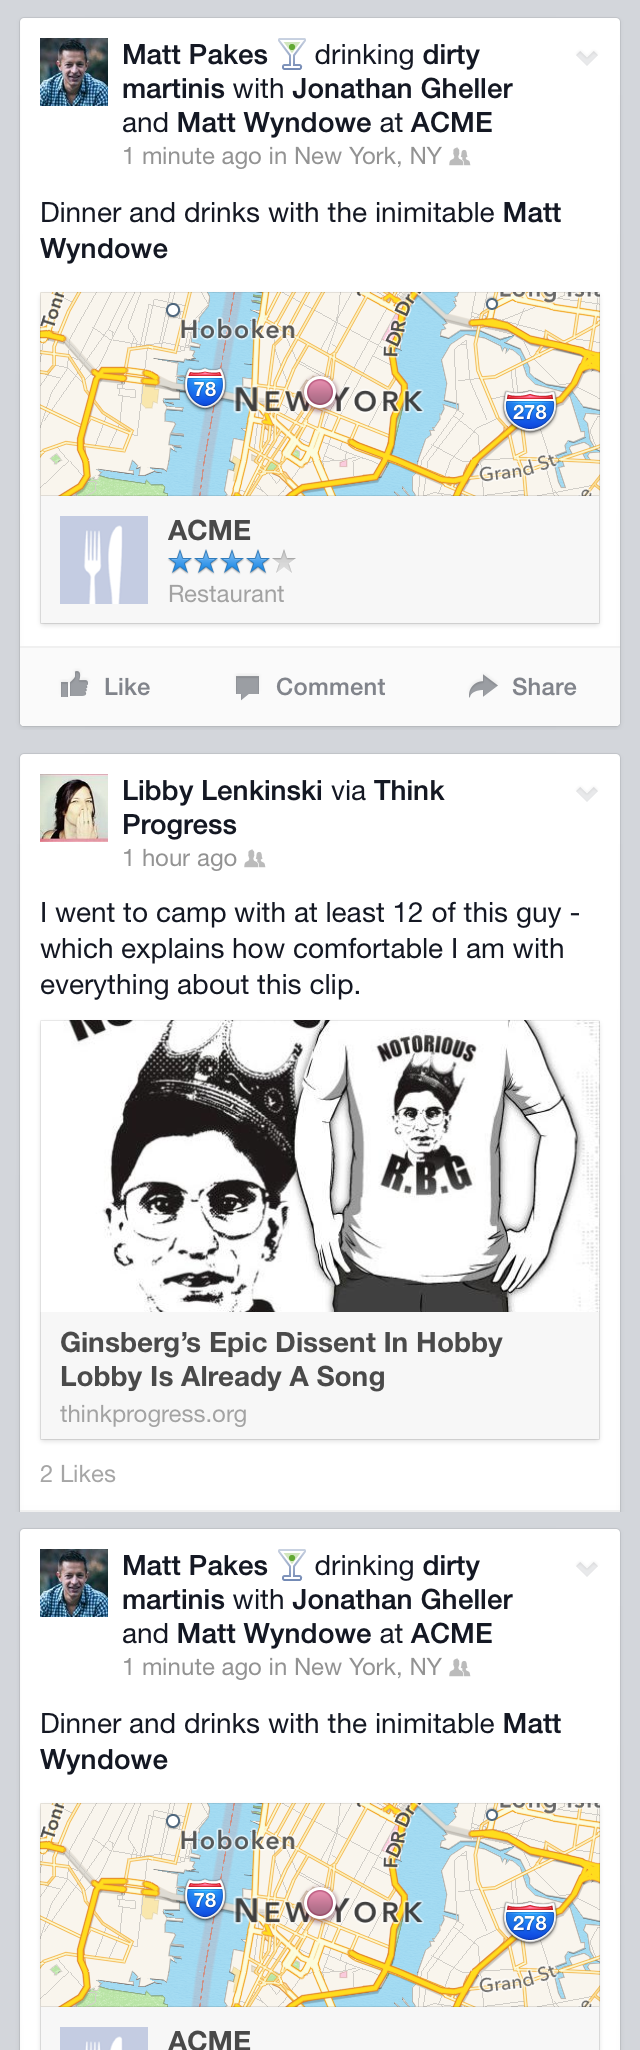 Matt Pakes drinking dirty
martinis with Jonathan Gheller
and Matt Wyndowe at ACME
1 minute ago in New York, NY
Dinner and drinks with the inimitable Matt
Wyndowe
Hoboken
FDR Dr
78
NEW YORK
278
Grand St
ACME
Restaurant
Like
Comment
Share
Libby Lenkinski via Think
Progress
1 hour ago
I went to camp with at least 12 of this guy -
which explains how comfortable I am with
everything about this clip.
NOTORIOUS
R.B.G
Ginsberg's Epic Dissent In Hobby
Lobby Is Already A Song
thinkprogress.org
2 Likes
Matt Pakes drinking dirty
martinis with Jonathan Gheller
and Matt Wyndowe at ACME
1 minute ago in New York, NY
Dinner and drinks with the inimitable Matt
Wyndowe
Hoboken
FDR Dr
78
NEW YORK
278
Grand St
ACME